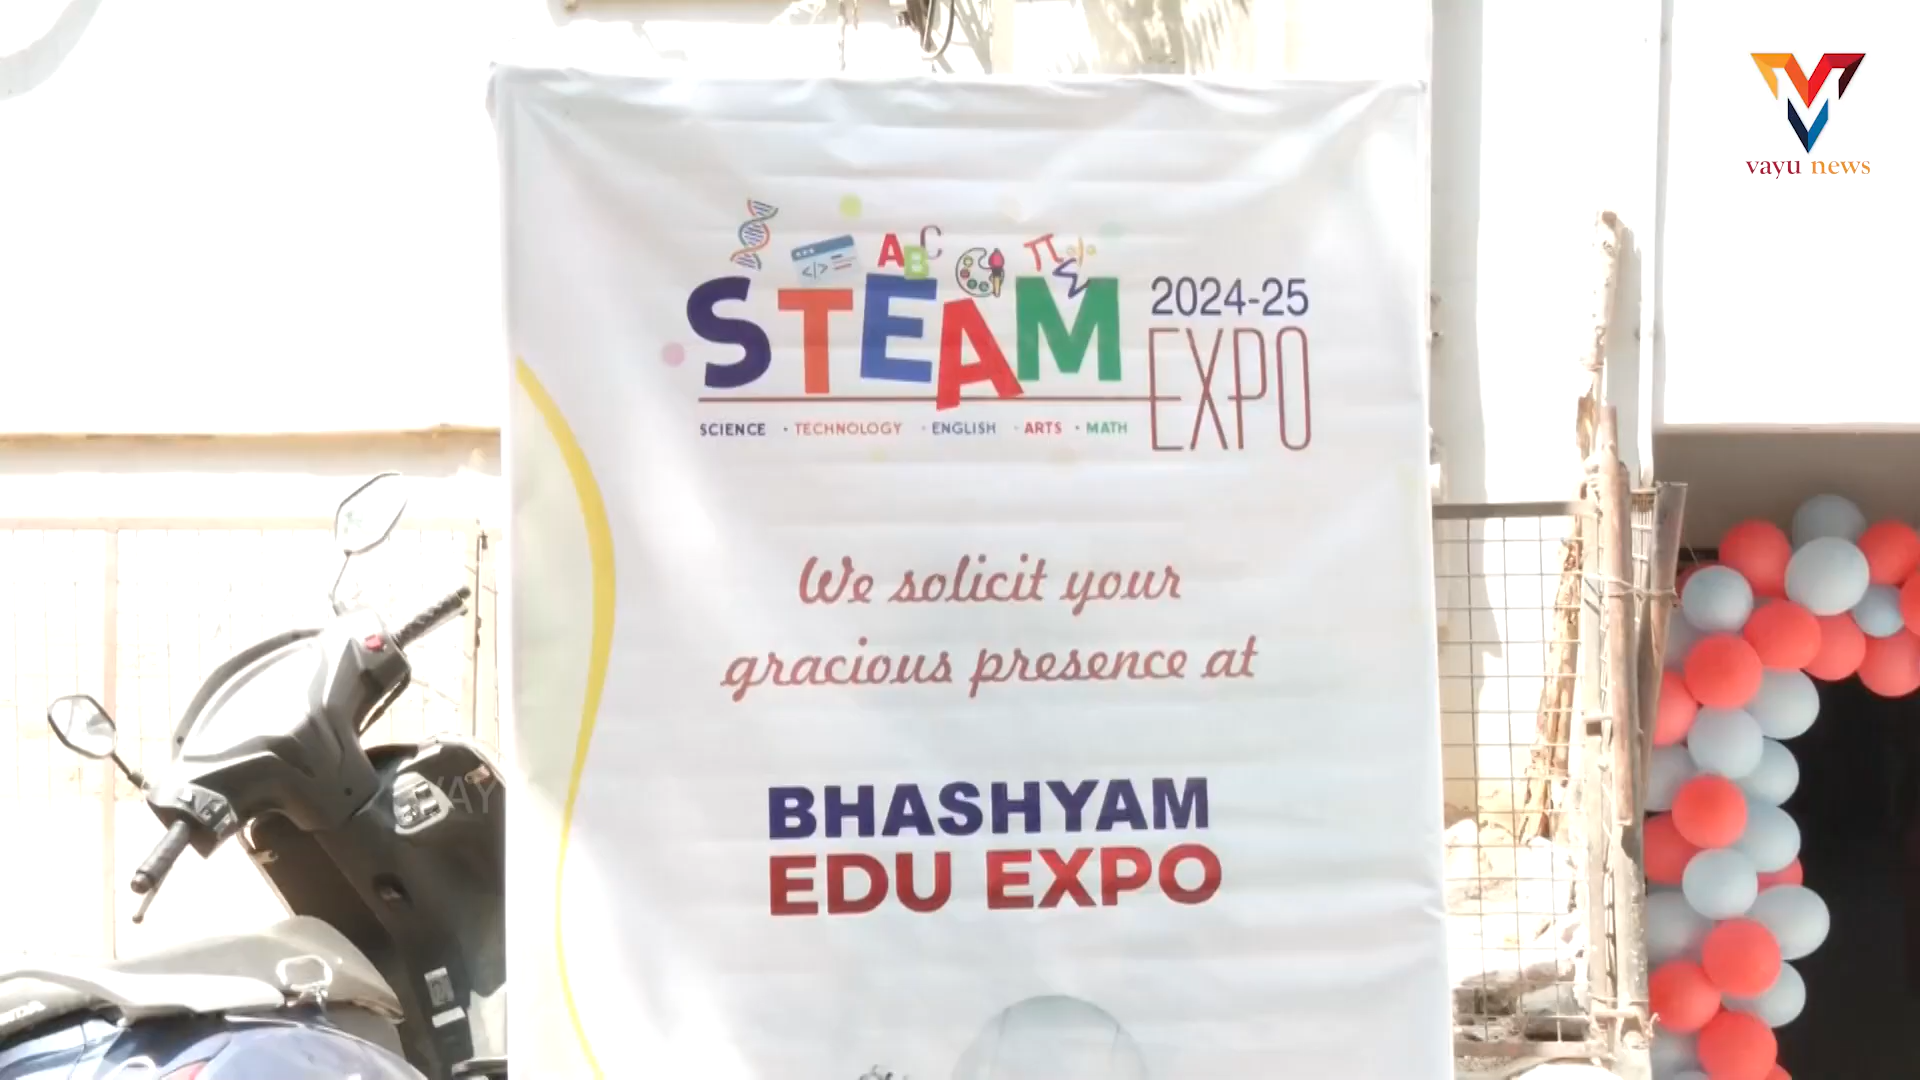 vayu news
ABC
STEAM
2024-25
EXPO
SCIENCE · TECHNOLOGY · ENGLISH · ARTS · MATH
We solicit your
gracious presence at
BHASHYAM
EDU EXPO